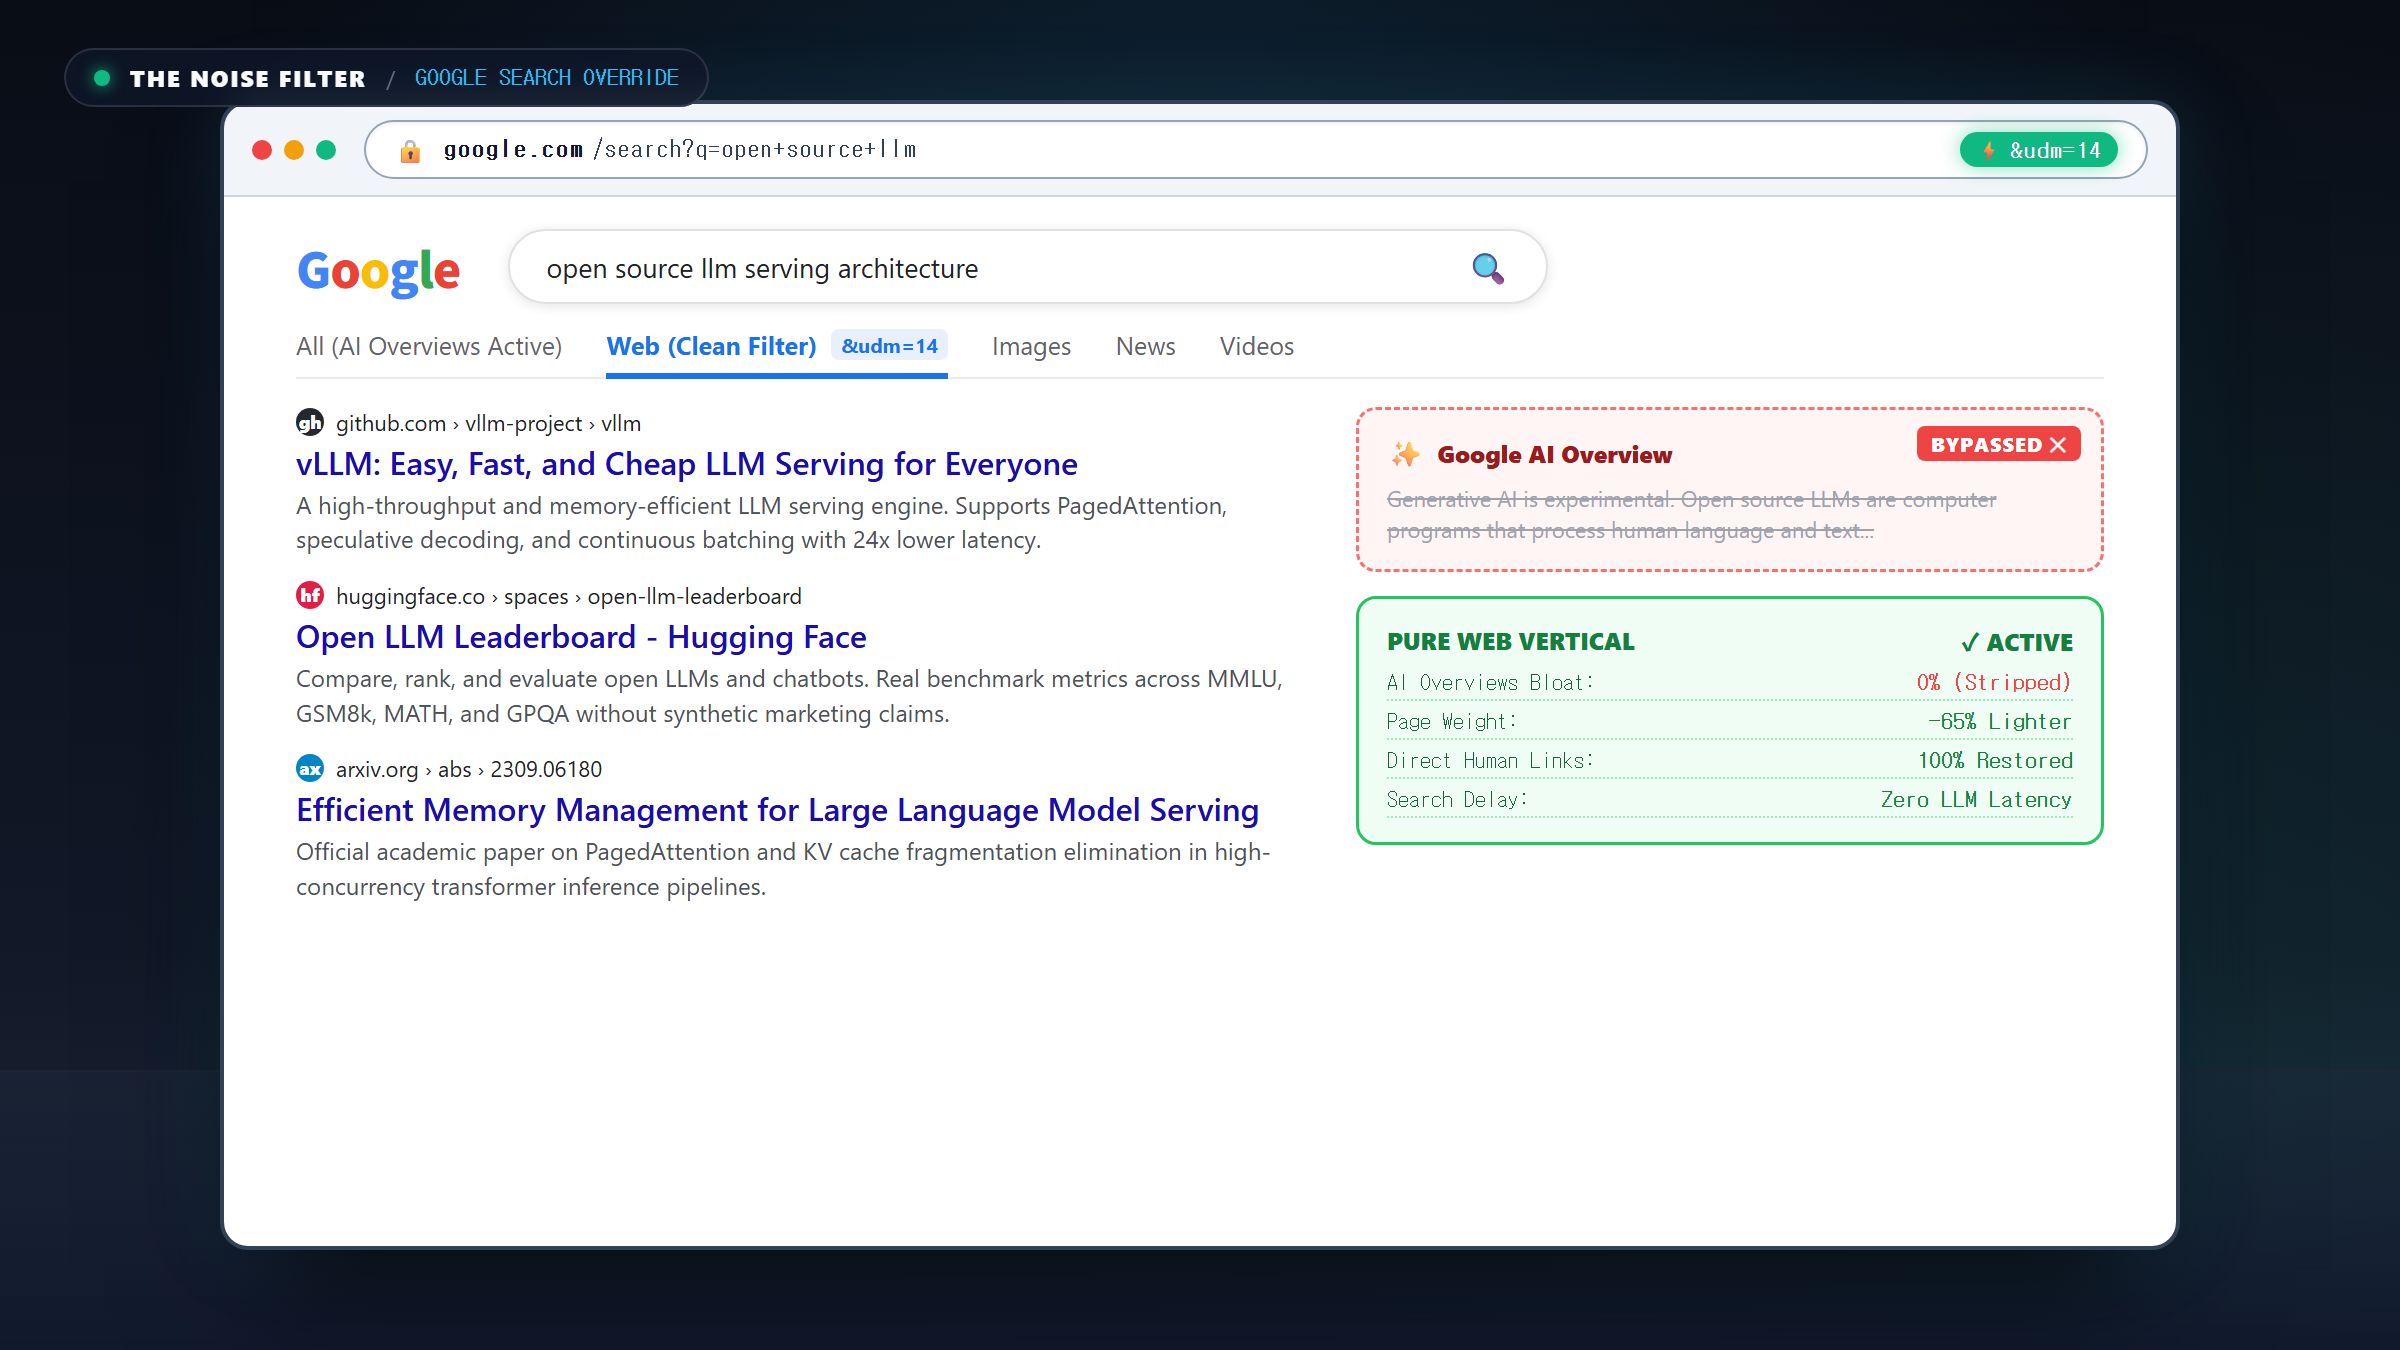 THE NOISE FILTER / GOOGLE SEARCH OVERRIDE
google.com /search?q=open+source+llm
&udm=14
Google
open source llm serving architecture
All (AI Overviews Active)
Web (Clean Filter) &udm=14
Images
News
Videos
gh github.com › vllm-project › vllm
vLLM: Easy, Fast, and Cheap LLM Serving for Everyone
A high-throughput and memory-efficient LLM serving engine. Supports PagedAttention,
speculative decoding, and continuous batching with 24x lower latency.
hf huggingface.co › spaces › open-llm-leaderboard
Open LLM Leaderboard - Hugging Face
Compare, rank, and evaluate open LLMs and chatbots. Real benchmark metrics across MMLU,
GSM8k, MATH, and GPQA without synthetic marketing claims.
ax arxiv.org › abs › 2309.06180
Efficient Memory Management for Large Language Model Serving
Official academic paper on PagedAttention and KV cache fragmentation elimination in high-
concurrency transformer inference pipelines.
Google AI Overview
BYPASSED ✕
Generative AI is experimental. Open source LLMs are computer
programs that process human language and text...
PURE WEB VERTICAL ✓ ACTIVE
AI Overviews Bloat: 0% (Stripped)
Page Weight: -65% Lighter
Direct Human Links: 100% Restored
Search Delay: Zero LLM Latency